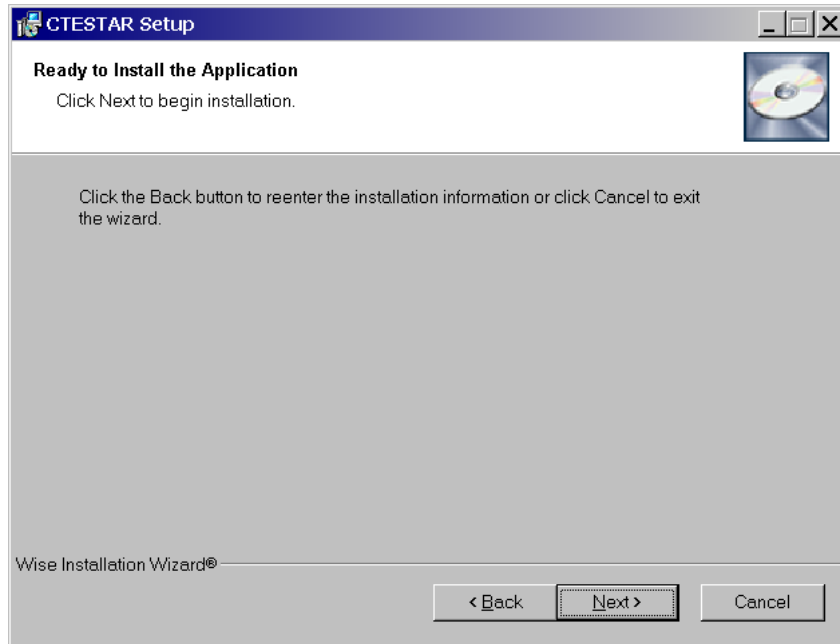 CTESTAR Setup
Ready to Install the Application
Click Next to begin installation.
Click the Back button to reenter the installation information or click Cancel to exit
the wizard.
Wise Installation Wizard®
< Back
Next >
Cancel